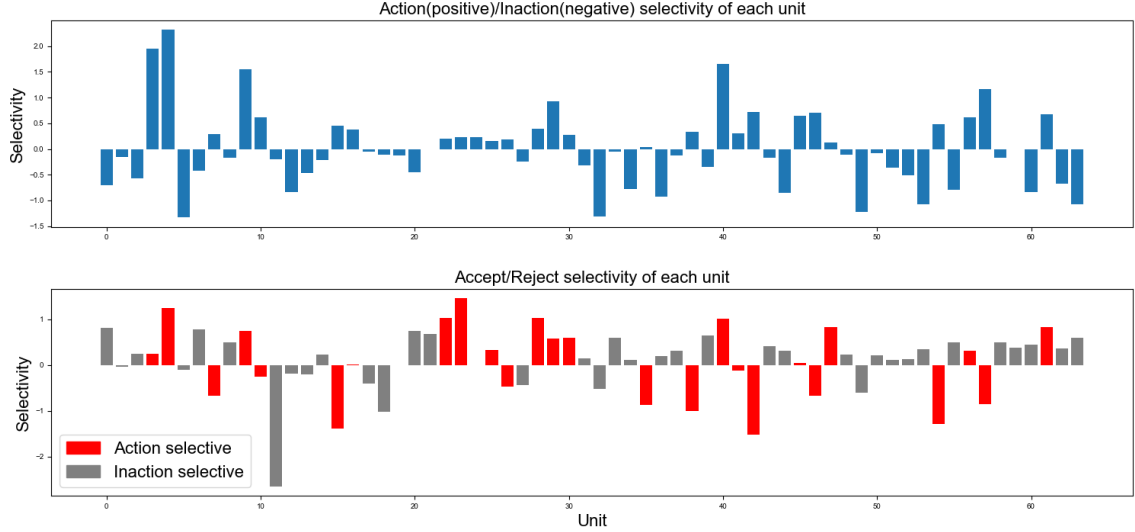 Action(positive)/Inaction(negative) selectivity of each unit
Selectivity
2.0
1.5
1.0
0.5
0.0
-0.5
-1.0
-1.5
0 10 20 30 40 50 60
Accept/Reject selectivity of each unit
Selectivity
1
0
-1
-2
Action selective
Inaction selective
0 10 20 30 40 50 60
Unit